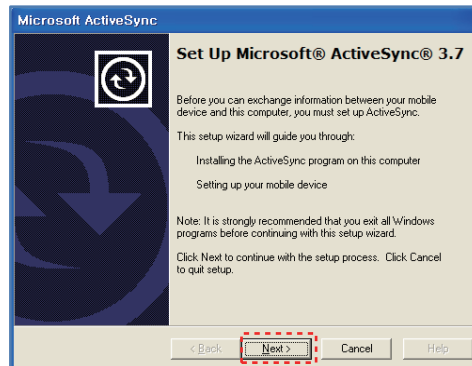 Microsoft ActiveSync
Set Up Microsoft® ActiveSync® 3.7
Before you can exchange information between your mobile
device and this computer, you must set up ActiveSync.
This setup wizard will guide you through:
Installing the ActiveSync program on this computer
Setting up your mobile device
Note: It is strongly recommended that you exit all Windows
programs before continuing with this setup wizard.
Click Next to continue with the setup process. Click Cancel
to quit setup.
< Back Next > Cancel Help